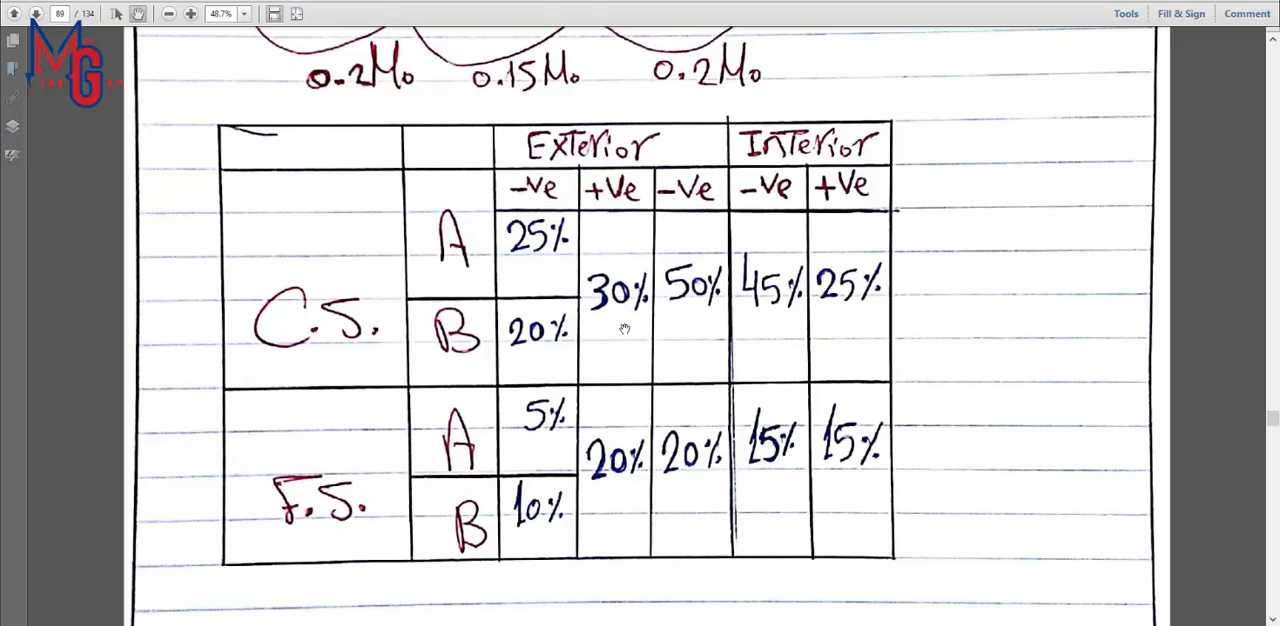 89 / 134
48.7%
Tools
Fill & Sign
Comment
MG
0.2M₀ 0.15M₀ 0.2M₀
Exterior Interior
-ve +ve -ve -ve +ve
C.S. A 25% 30% 50% 45% 25%
B 20%
F.S. A 5% 20% 20% 15% 15%
B 10%